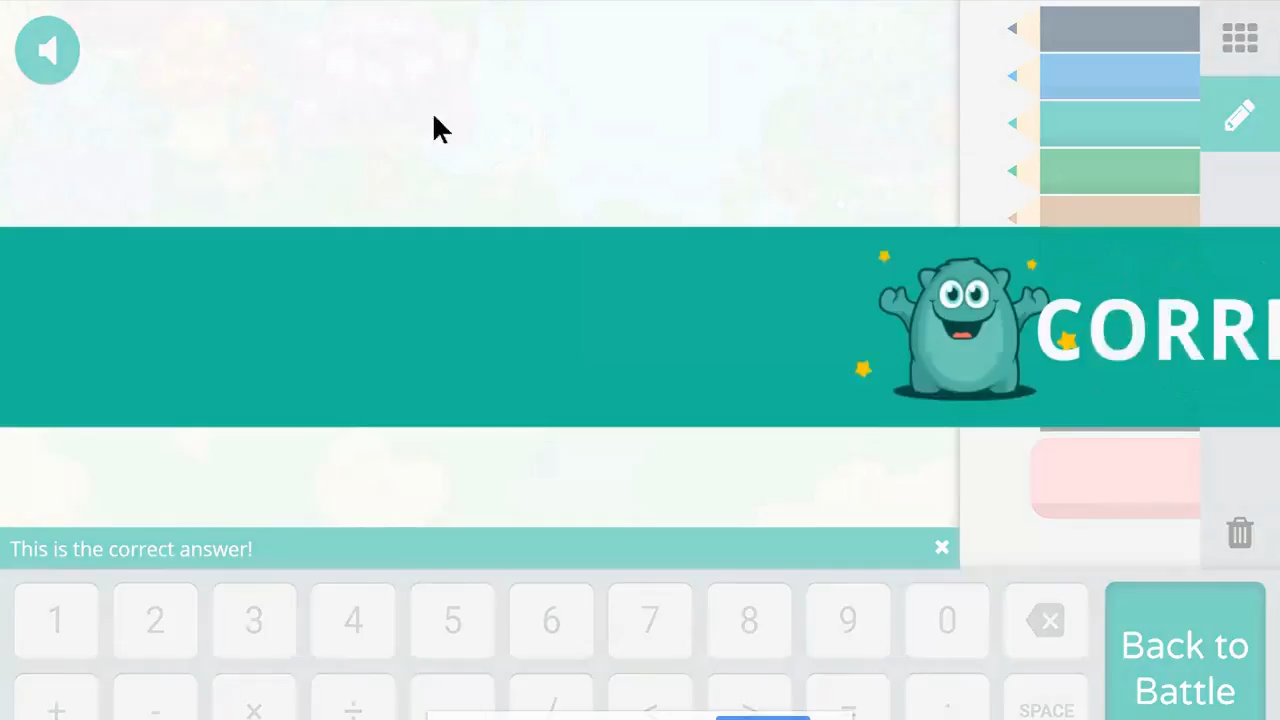 CORR
This is the correct answer!
1 2 3 4 5 6 7 8 9 0
+ - × ÷ / < > = .
SPACE
Back to
Battle